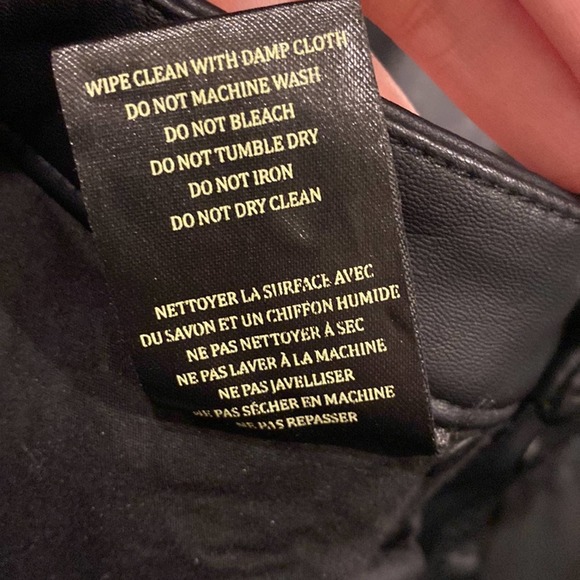 WIPE CLEAN WITH DAMP CLOTH
DO NOT MACHINE WASH
DO NOT BLEACH
DO NOT TUMBLE DRY
DO NOT IRON
DO NOT DRY CLEAN
NETTOYER LA SURFACE AVEC
DU SAVON ET UN CHIFFON HUMIDE
NE PAS NETTOYER À SEC
NE PAS LAVER À LA MACHINE
NE PAS JAVELLISER
NE PAS SÉCHER EN MACHINE
NE PAS REPASSER